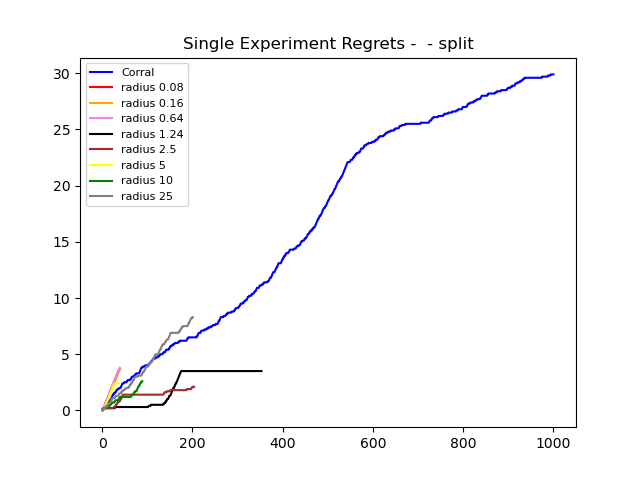 Single Experiment Regrets -  - split
30
25
20
15
10
5
0
Corral
radius 0.08
radius 0.16
radius 0.64
radius 1.24
radius 2.5
radius 5
radius 10
radius 25
0 200 400 600 800 1000